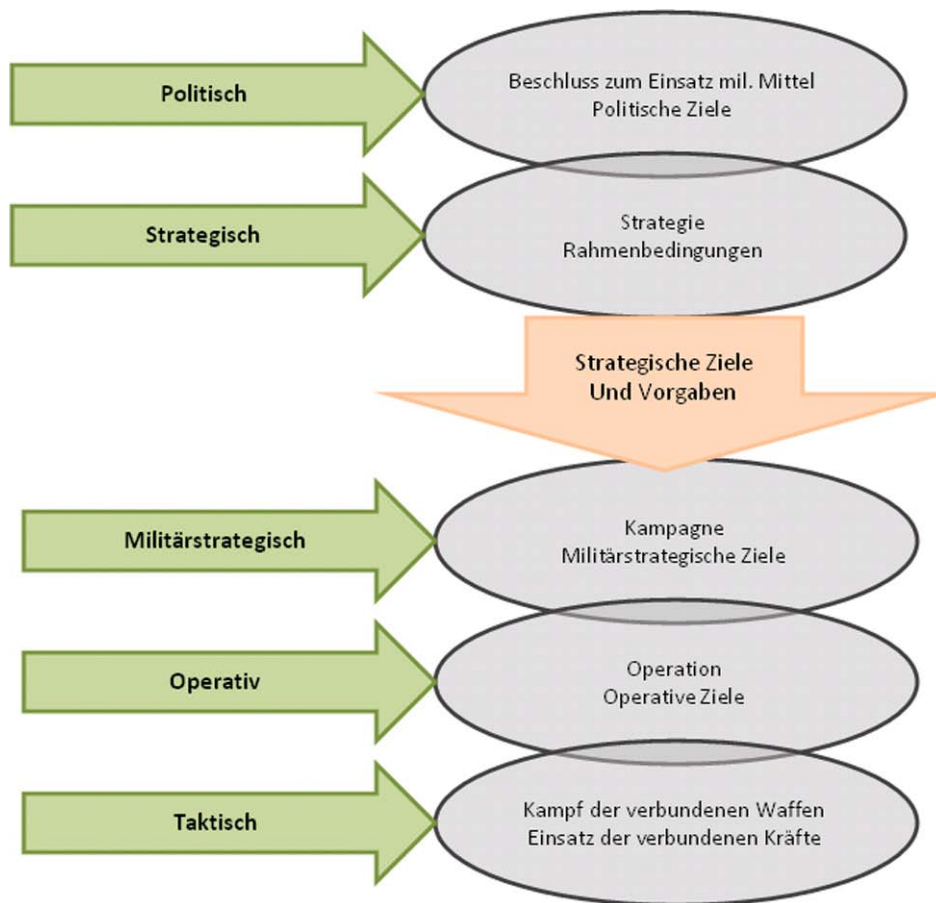 Politisch
Beschluss zum Einsatz mil. Mittel
Politische Ziele
Strategisch
Strategie
Rahmenbedingungen
Strategische Ziele
Und Vorgaben
Militärstrategisch
Kampagne
Militärstrategische Ziele
Operativ
Operation
Operative Ziele
Taktisch
Kampf der verbundenen Waffen
Einsatz der verbundenen Kräfte